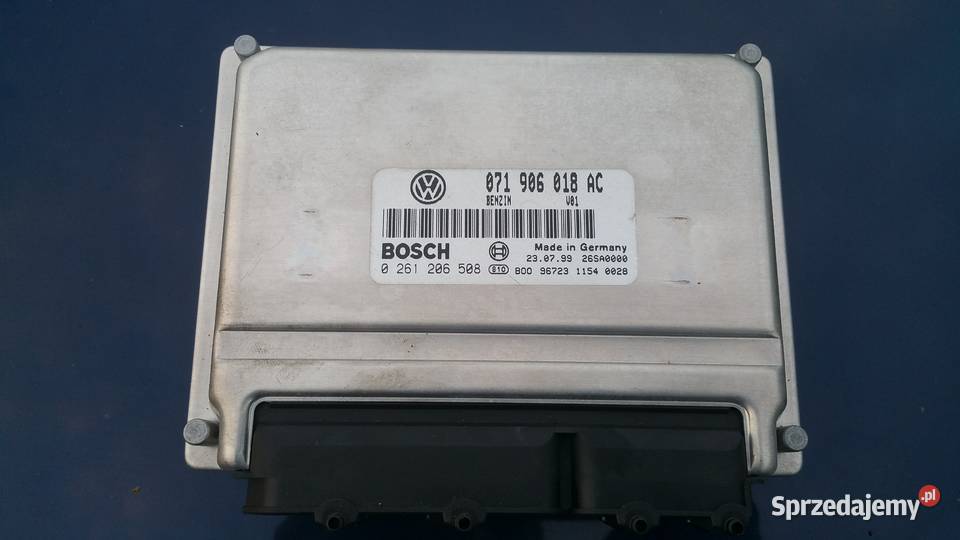 071 906 018 AC
BENZIN V01
BOSCH Made in Germany
23.07.99 26SA0000
0 261 206 508 B00 96723 1154 0028
Sprzedajemy.pl